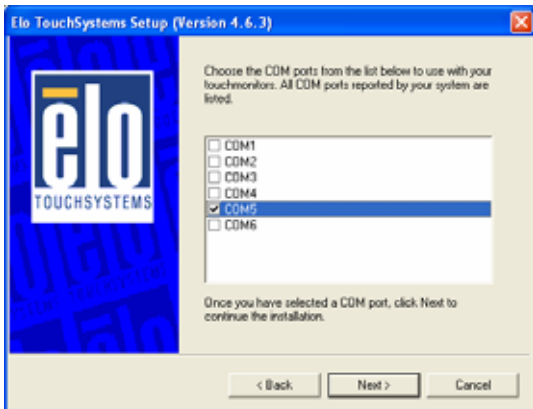 Elo TouchSystems Setup (Version 4.6.3)
Choose the COM ports from the list below to use with your
touchmonitors. All COM ports reported by your system are
listed.
elo
TOUCHSYSTEMS
COM1
COM2
COM3
COM4
COM5
COM6
Once you have selected a COM port, click Next to
continue the installation.
< Back
Next >
Cancel